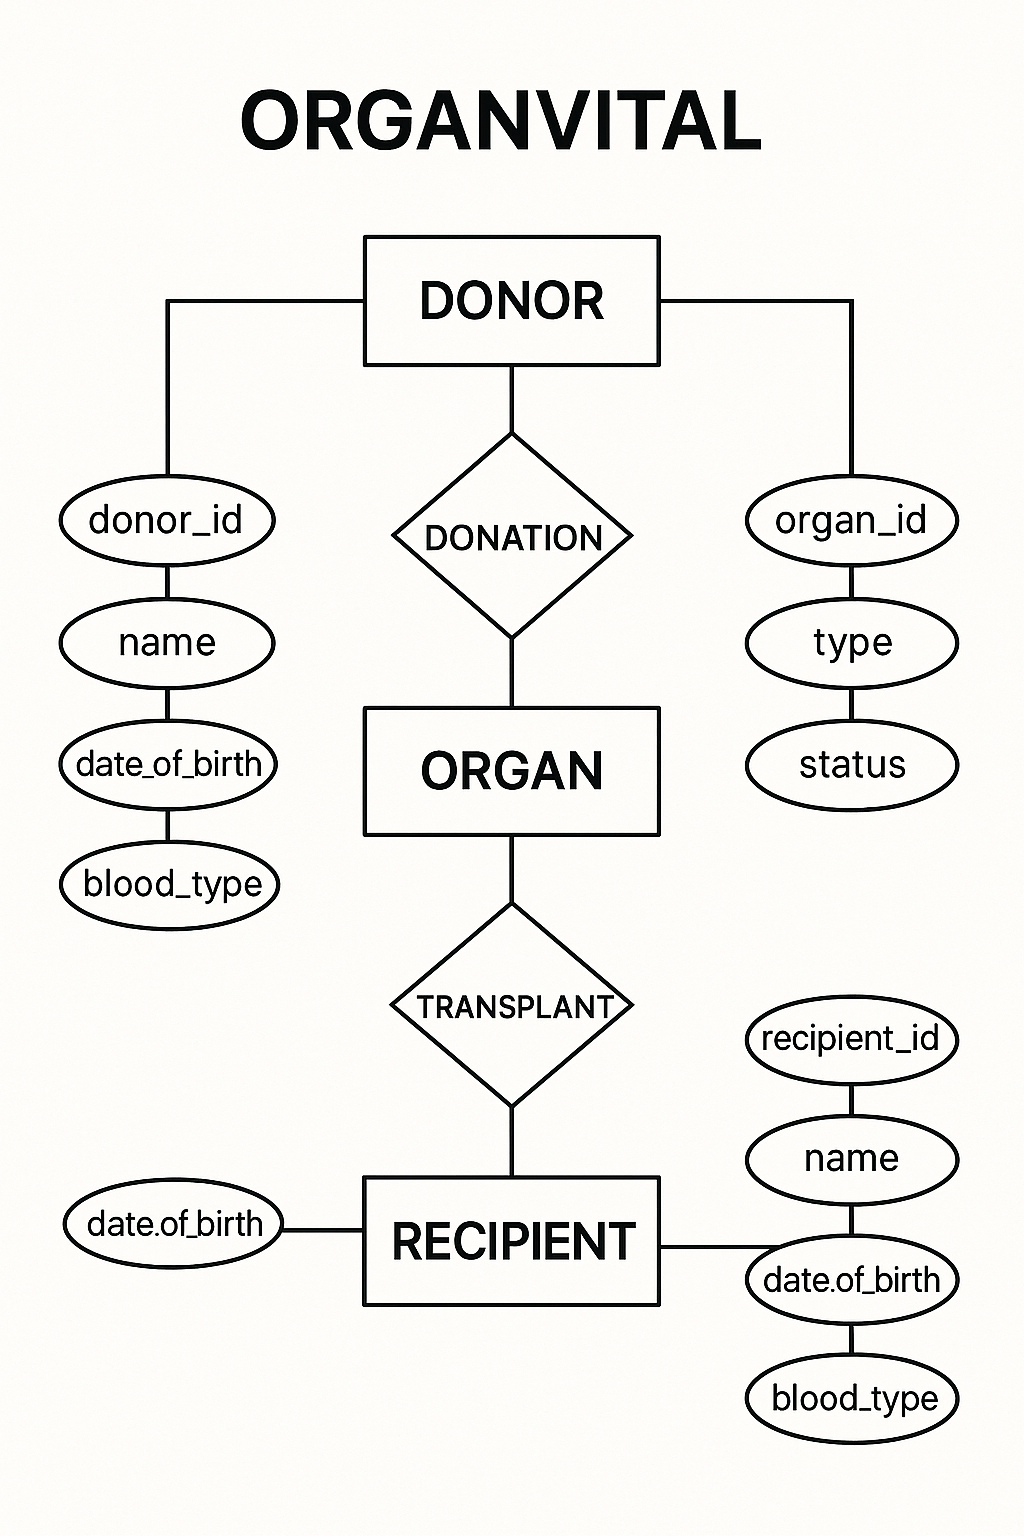 ORGANVITAL
DONOR
donor_id
DONATION
organ_id
name
type
date_of_birth
ORGAN
status
blood_type
TRANSPLANT
recipient_id
name
date.of_birth
RECIPIENT
date.of_birth
blood_type